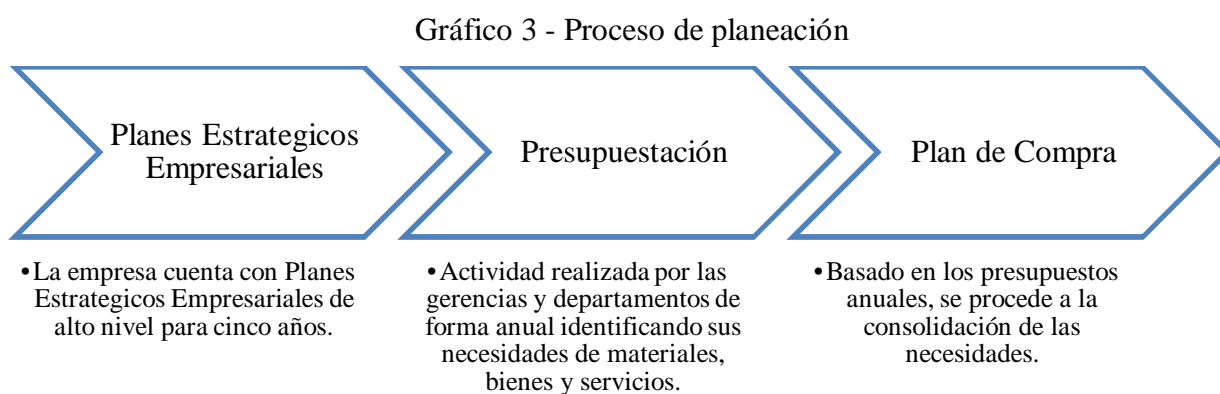 Gráfico 3 - Proceso de planeación
Planes Estrategicos
Empresariales
Presupuestación
Plan de Compra
•La empresa cuenta con Planes
Estrategicos Empresariales de
alto nivel para cinco años.
•Actividad realizada por las
gerencias y departamentos de
forma anual identificando sus
necesidades de materiales,
bienes y servicios.
•Basado en los presupuestos
anuales, se procede a la
consolidación de las
necesidades.